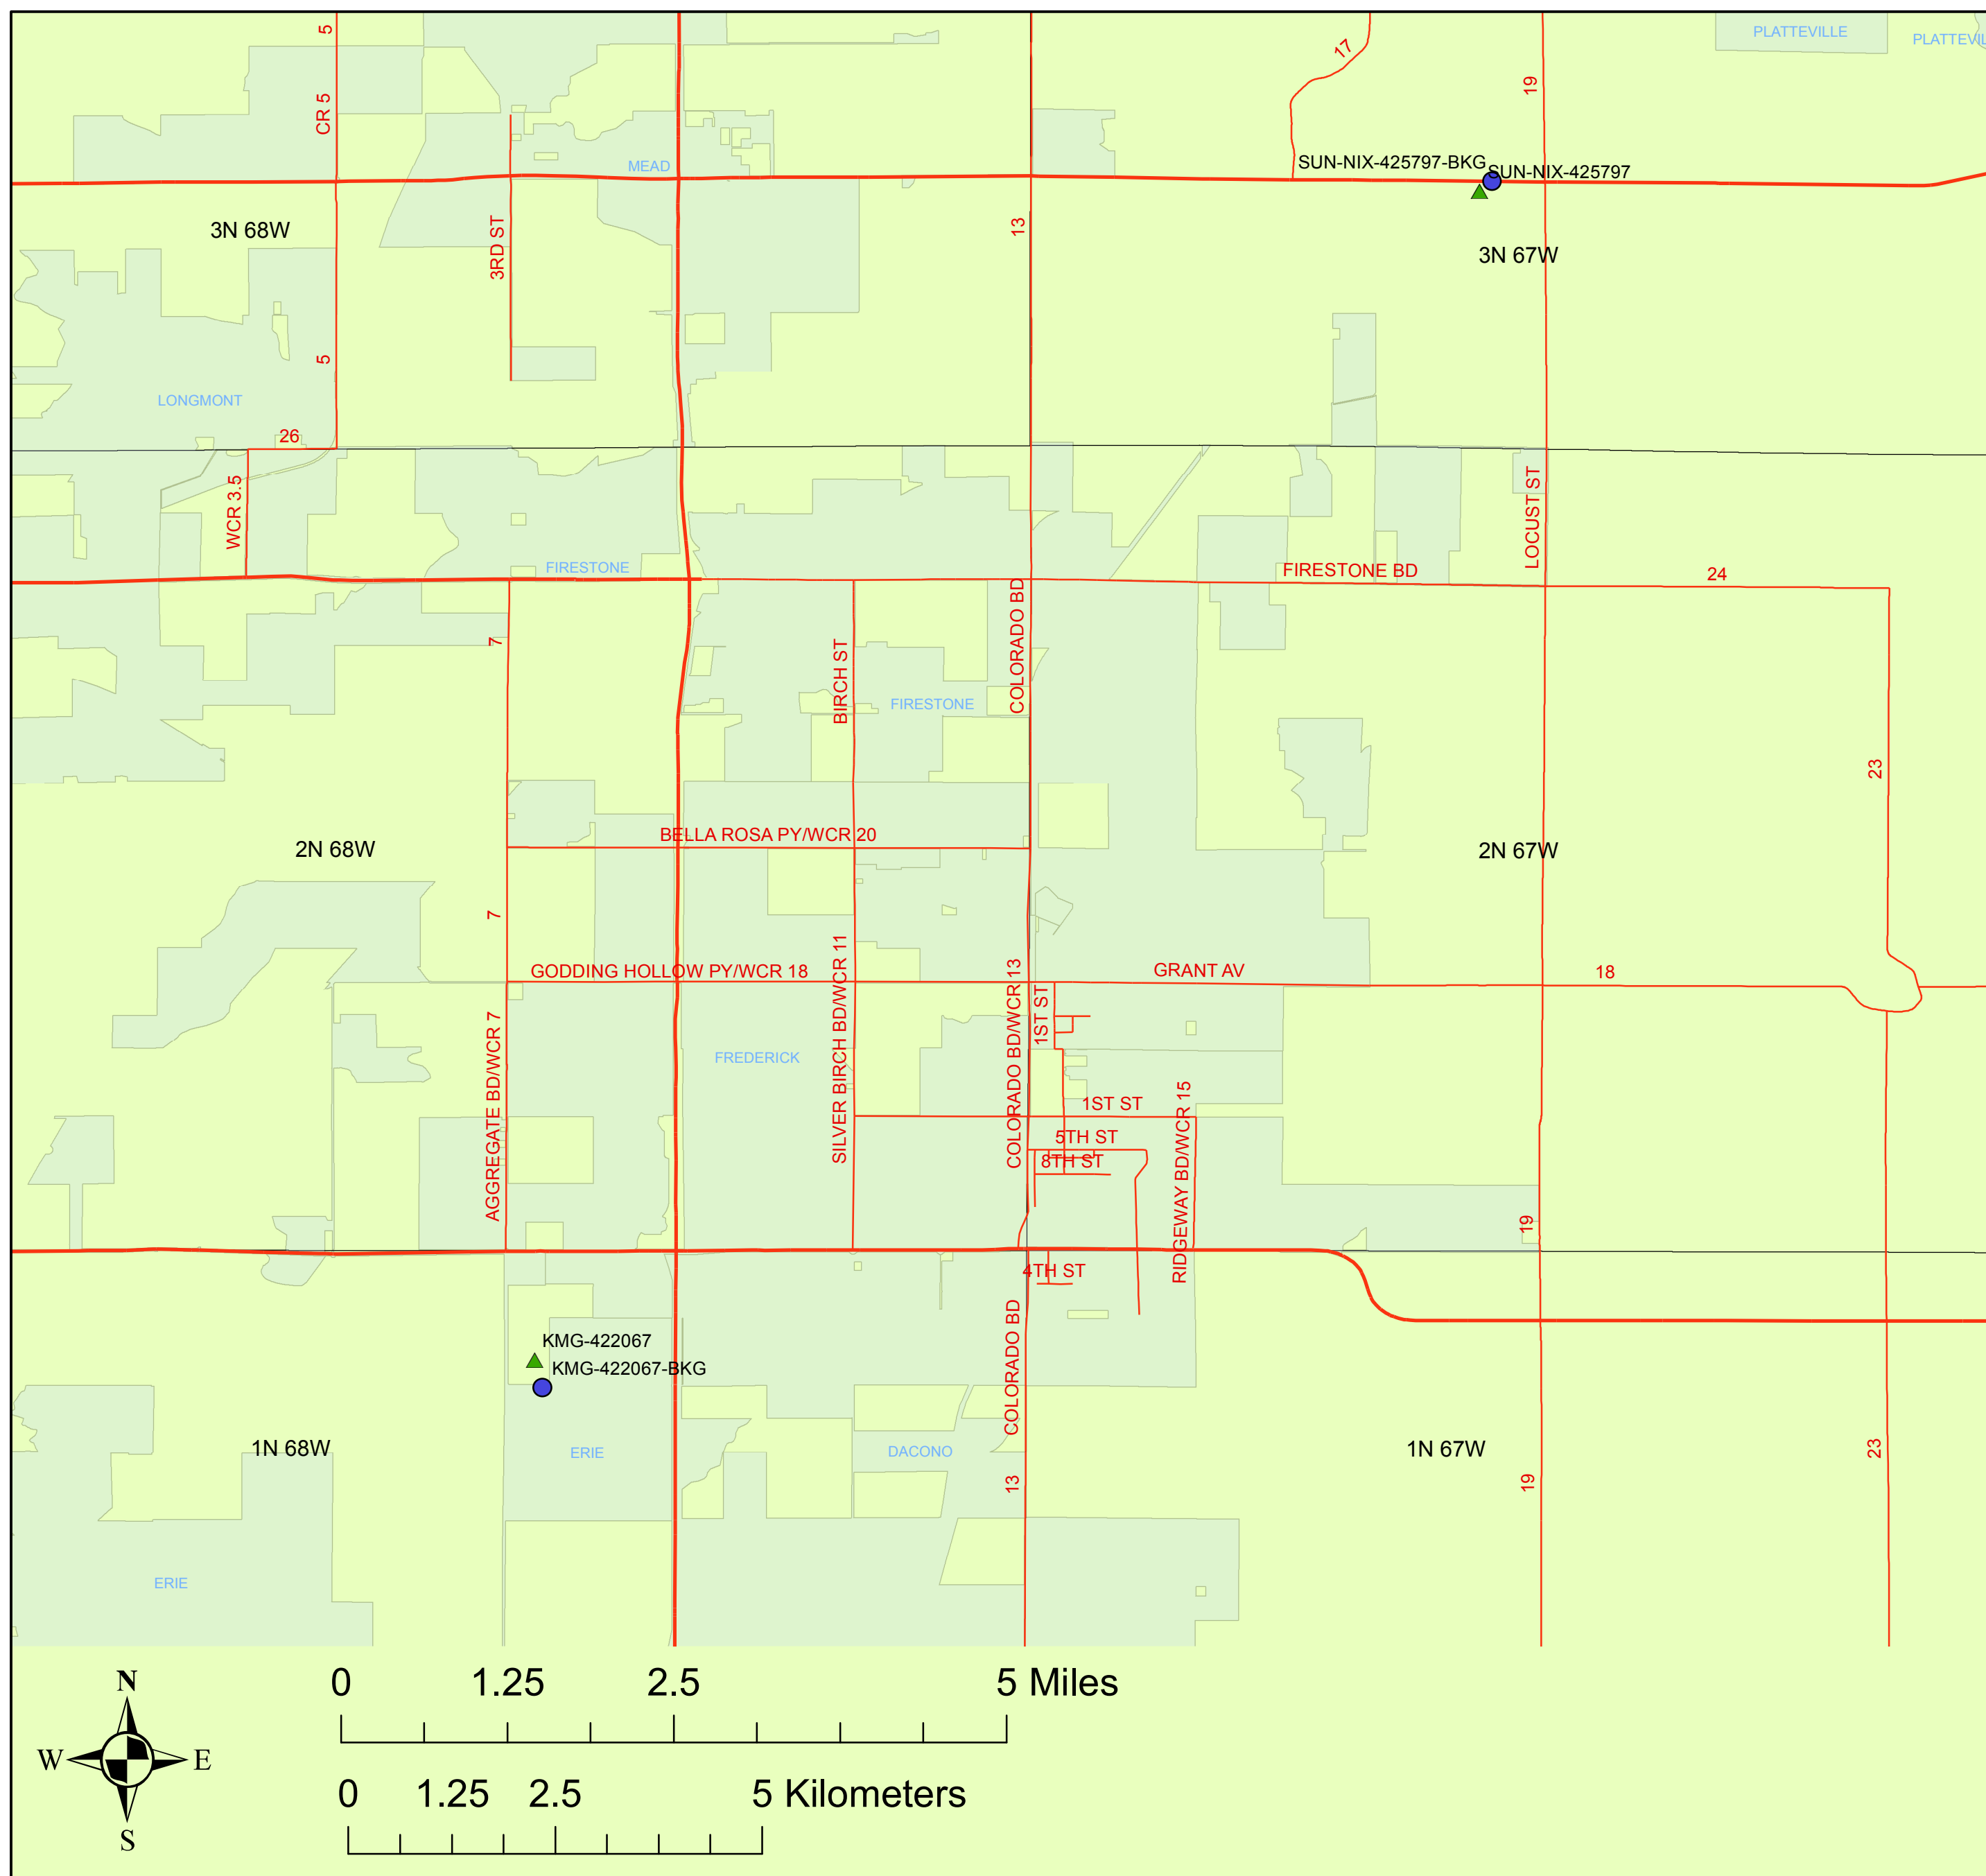 5
17
PLATTEVILLE
PLATTEVIL
CR 5
19
MEAD
SUN-NIX-425797-BKG
SUN-NIX-425797
3N 68W
3RD ST
13
3N 67W
5
LONGMONT
26
WCR 3.5
LOCUST ST
FIRESTONE
FIRESTONE BD
24
7
BIRCH ST
COLORADO BD
FIRESTONE
23
BELLA ROSA PY/WCR 20
2N 68W
2N 67W
7
GODDING HOLLOW PY/WCR 18
GRANT AV
18
AGGREGATE BD/WCR 7
FREDERICK
SILVER BIRCH BD/WCR 11
COLORADO BD/WCR 13
1ST ST
1ST ST
5TH ST
8TH ST
RIDGEWAY BD/WCR 15
19
4TH ST
KMG-422067
KMG-422067-BKG
COLORADO BD
1N 68W
ERIE
DACONO
1N 67W
23
13
19
ERIE
N
W E
S
0 1.25 2.5 5 Miles
0 1.25 2.5 5 Kilometers